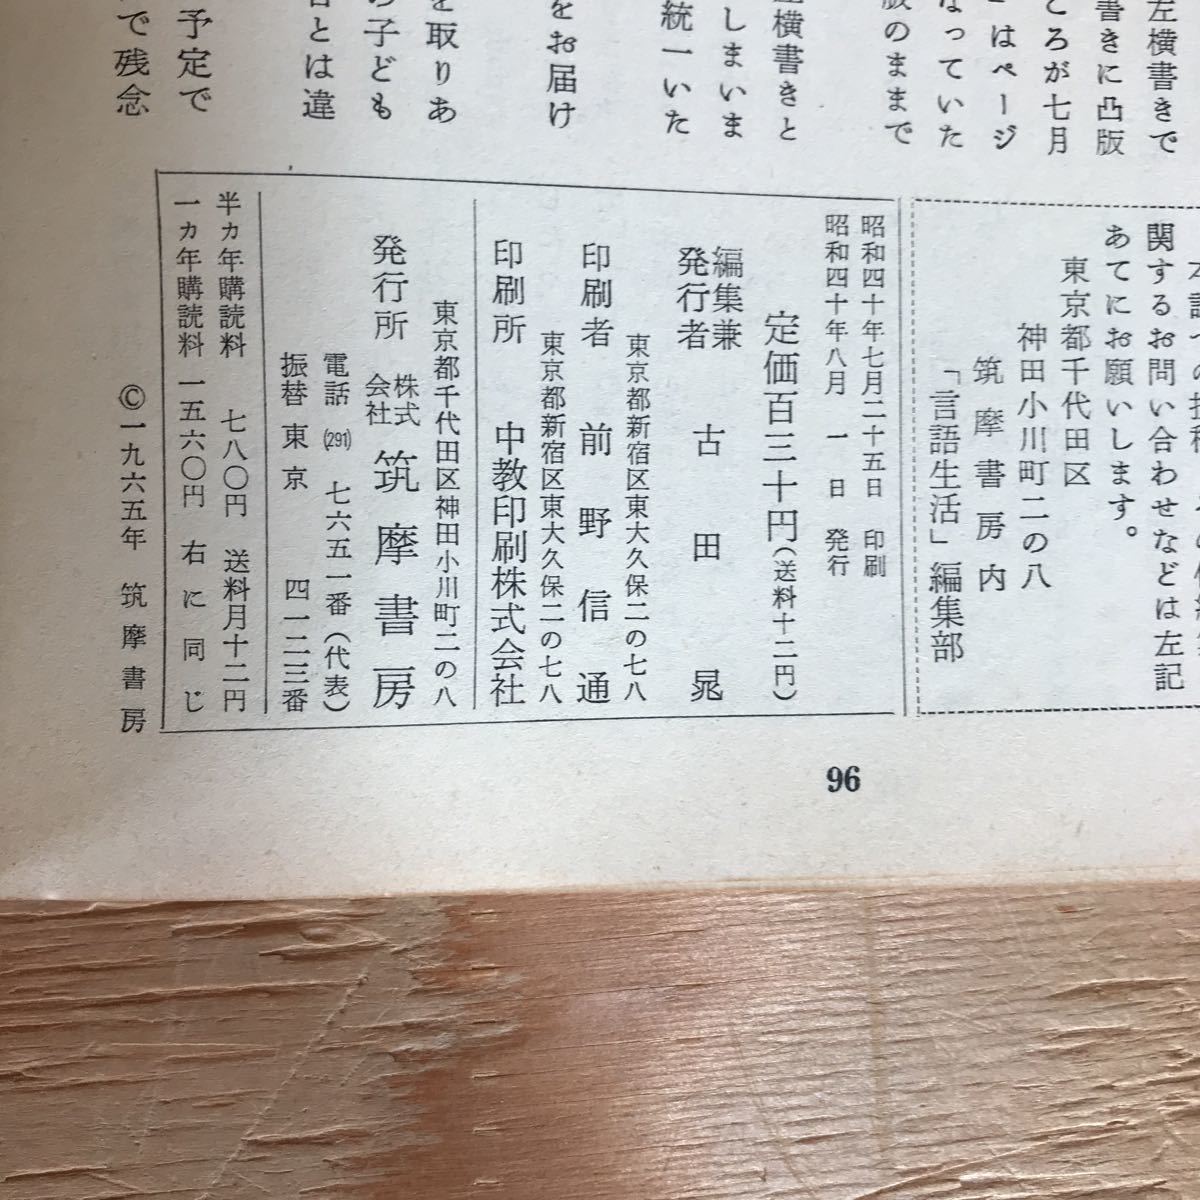 左横書きで
書きに凸版
ころが七月
はページ
なっていた
版のままで
左横書きと
しまいま
統一いた
をお届け
を取りあ
の子ども
とは違
予定で
で残念
関するお問い合わせなどは左記
あてにお願いします。
東京都千代田区
神田小川町二の八
筑摩書房内
「言語生活」編集部
昭和四十年七月二十五日 印刷
昭和四十年八月 一日 発行
定価百三十円(送料十二円)
編集兼
発行者 古田晁
東京都新宿区東大久保二の七八
印刷者 前野信通
東京都新宿区東大久保二の七八
印刷所 中教印刷株式会社
東京都千代田区神田小川町二の八
発行所 株式会社 筑摩書房
電話(291) 七六五一番(代表)
振替東京 四一二三番
半ヵ年購読料 七八〇円 送料月十二円
一ヵ年購読料 一五六〇円 右に同じ
©一九六五年 筑摩書房
96